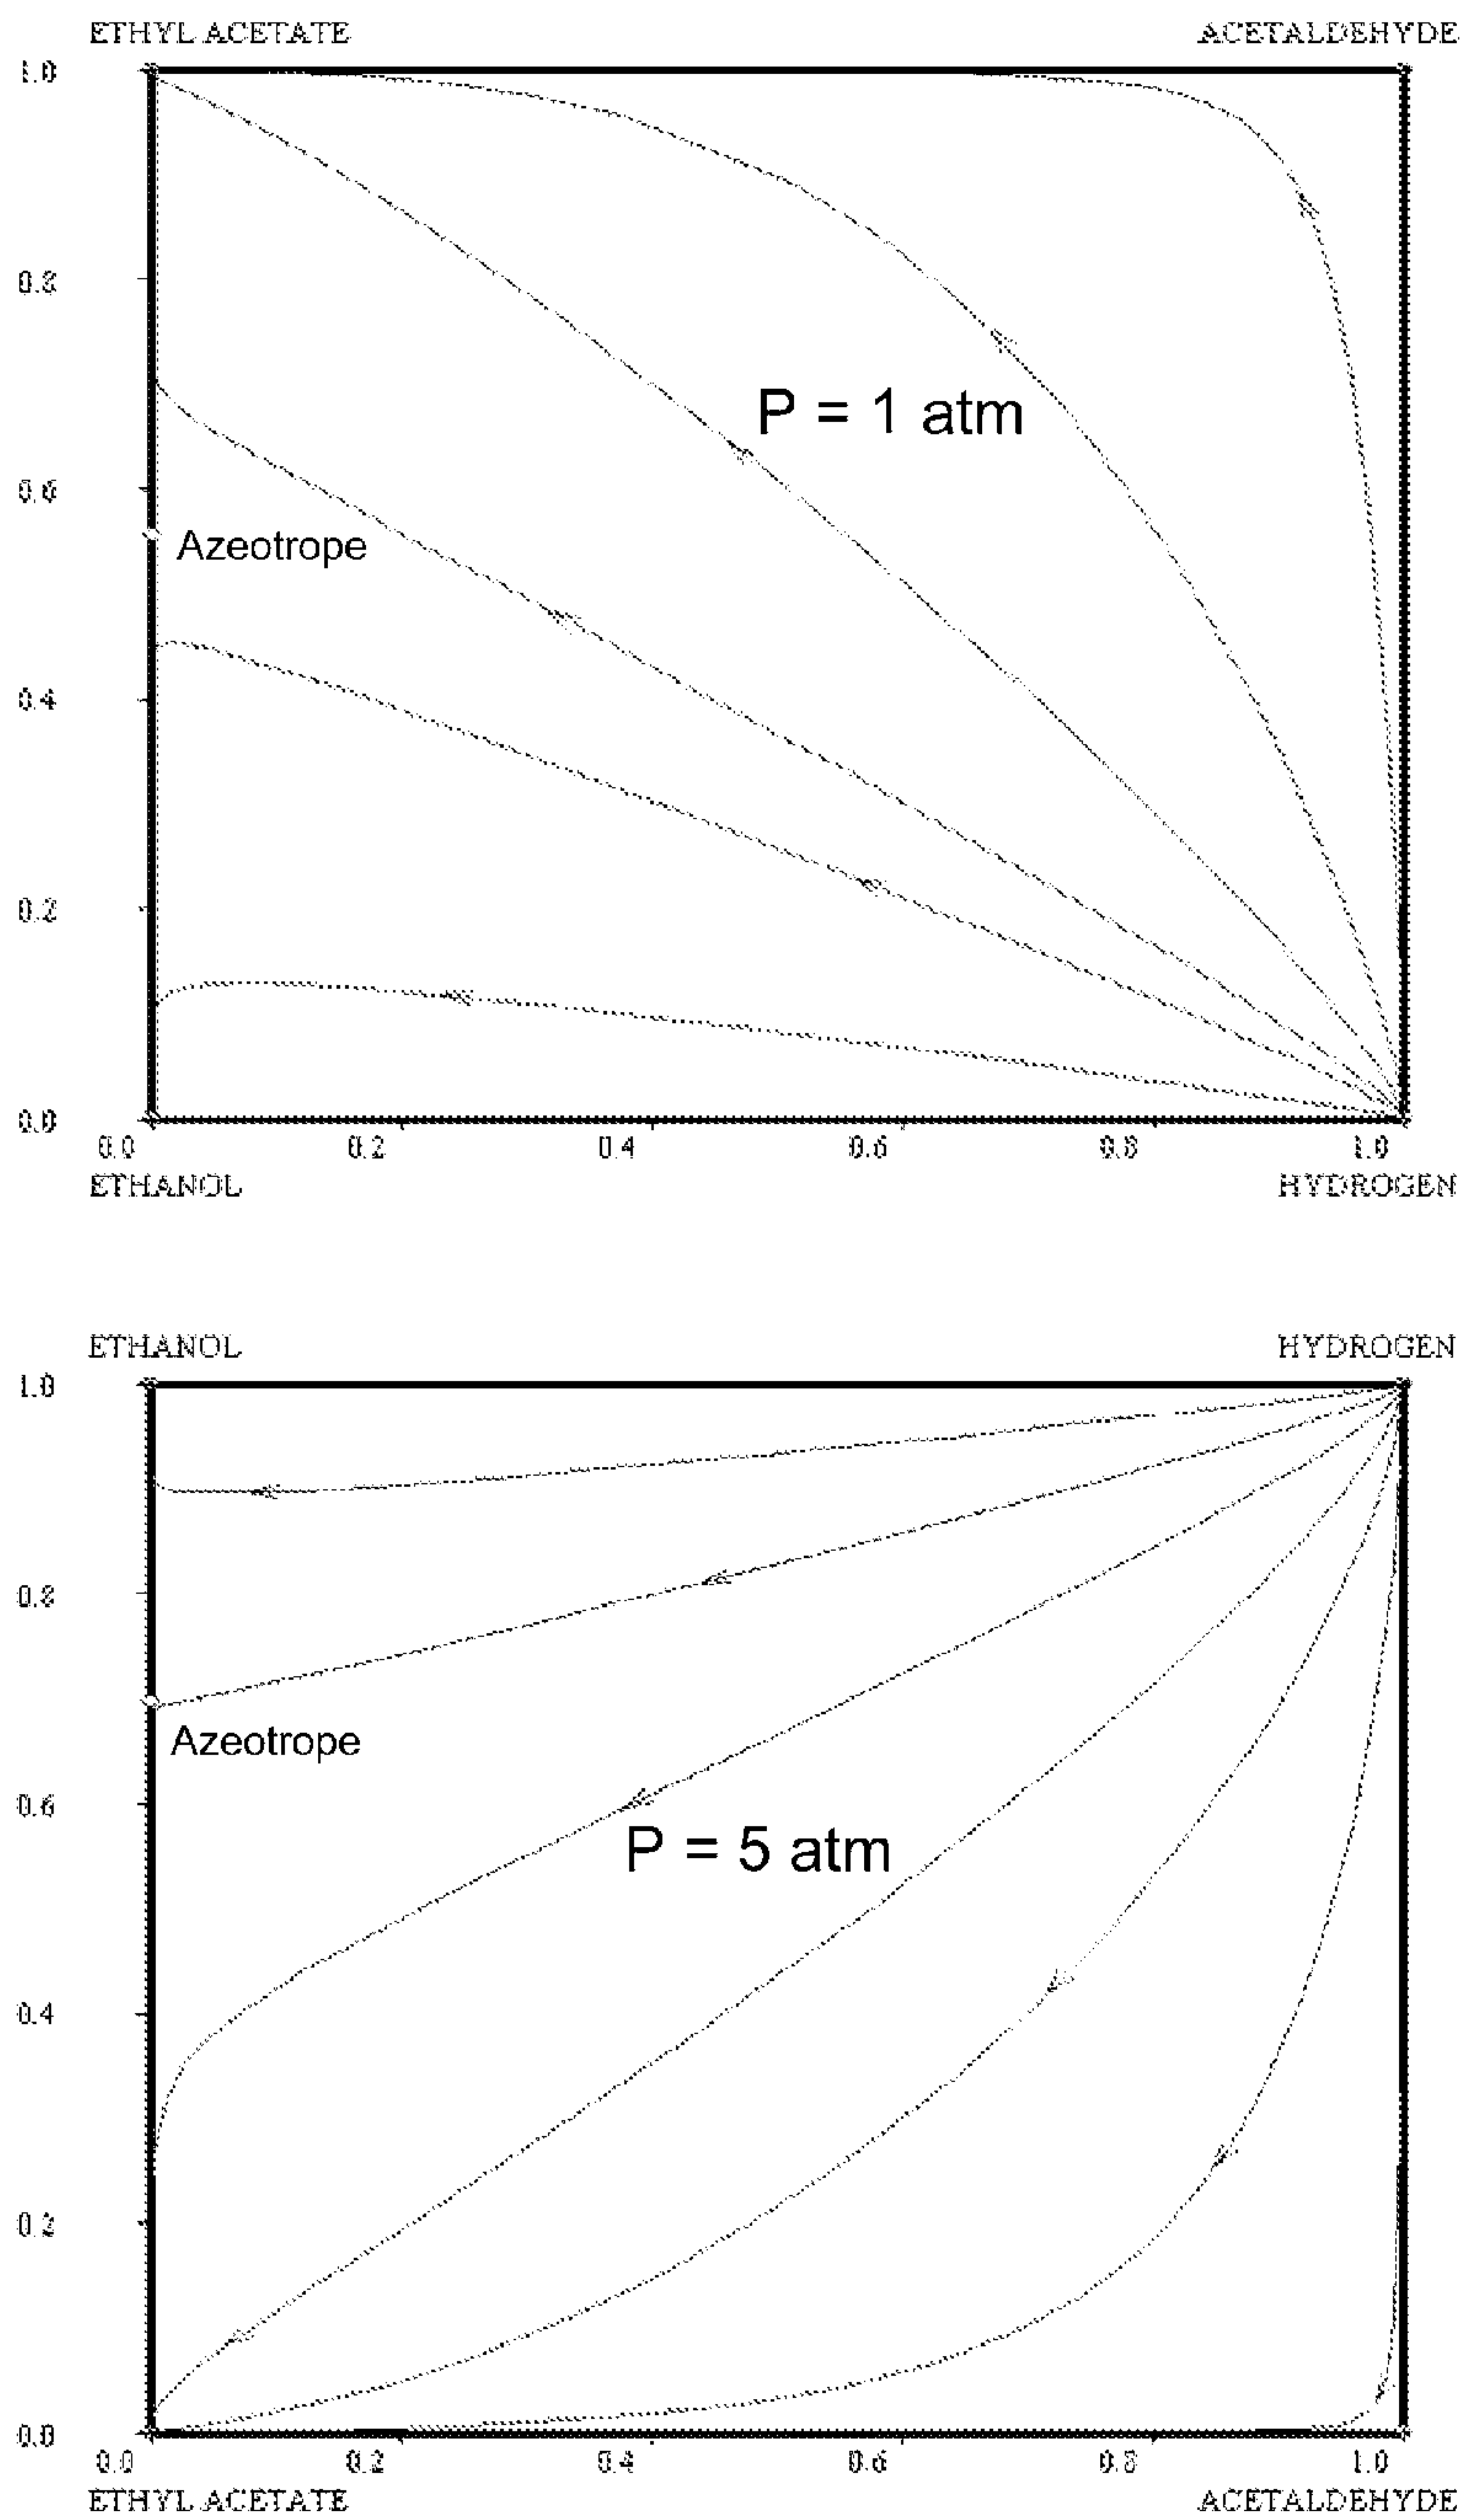 ETHYL ACETATE ACETALDEHYDE
1.0
0.8
P = 1 atm
0.6
Azeotrope
0.4
0.2
0.0
0.0 0.2 0.4 0.6 0.8 1.0
ETHANOL HYDROGEN
ETHANOL HYDROGEN
1.0
0.8
Azeotrope
0.6
P = 5 atm
0.4
0.2
0.0
0.0 0.2 0.4 0.6 0.8 1.0
ETHYL ACETATE ACETALDEHYDE